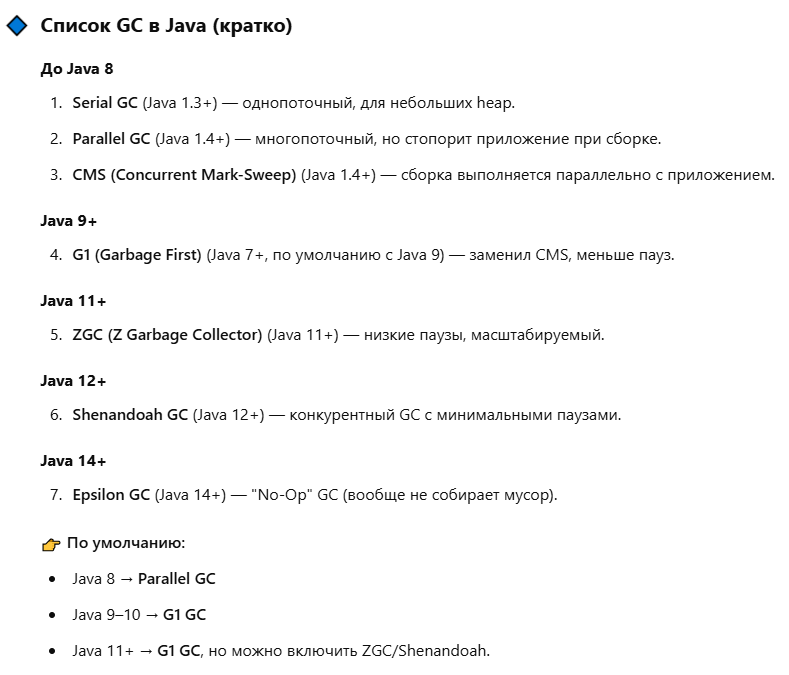 Список GC в Java (кратко)
До Java 8
1. Serial GC (Java 1.3+) — однопоточный, для небольших heap.
2. Parallel GC (Java 1.4+) — многопоточный, но стопорит приложение при сборке.
3. CMS (Concurrent Mark-Sweep) (Java 1.4+) — сборка выполняется параллельно с приложением.
Java 9+
4. G1 (Garbage First) (Java 7+, по умолчанию с Java 9) — заменил CMS, меньше пауз.
Java 11+
5. ZGC (Z Garbage Collector) (Java 11+) — низкие паузы, масштабируемый.
Java 12+
6. Shenandoah GC (Java 12+) — конкурентный GC с минимальными паузами.
Java 14+
7. Epsilon GC (Java 14+) — "No-Op" GC (вообще не собирает мусор).
👉 По умолчанию:
• Java 8 → Parallel GC
• Java 9–10 → G1 GC
• Java 11+ → G1 GC, но можно включить ZGC/Shenandoah.